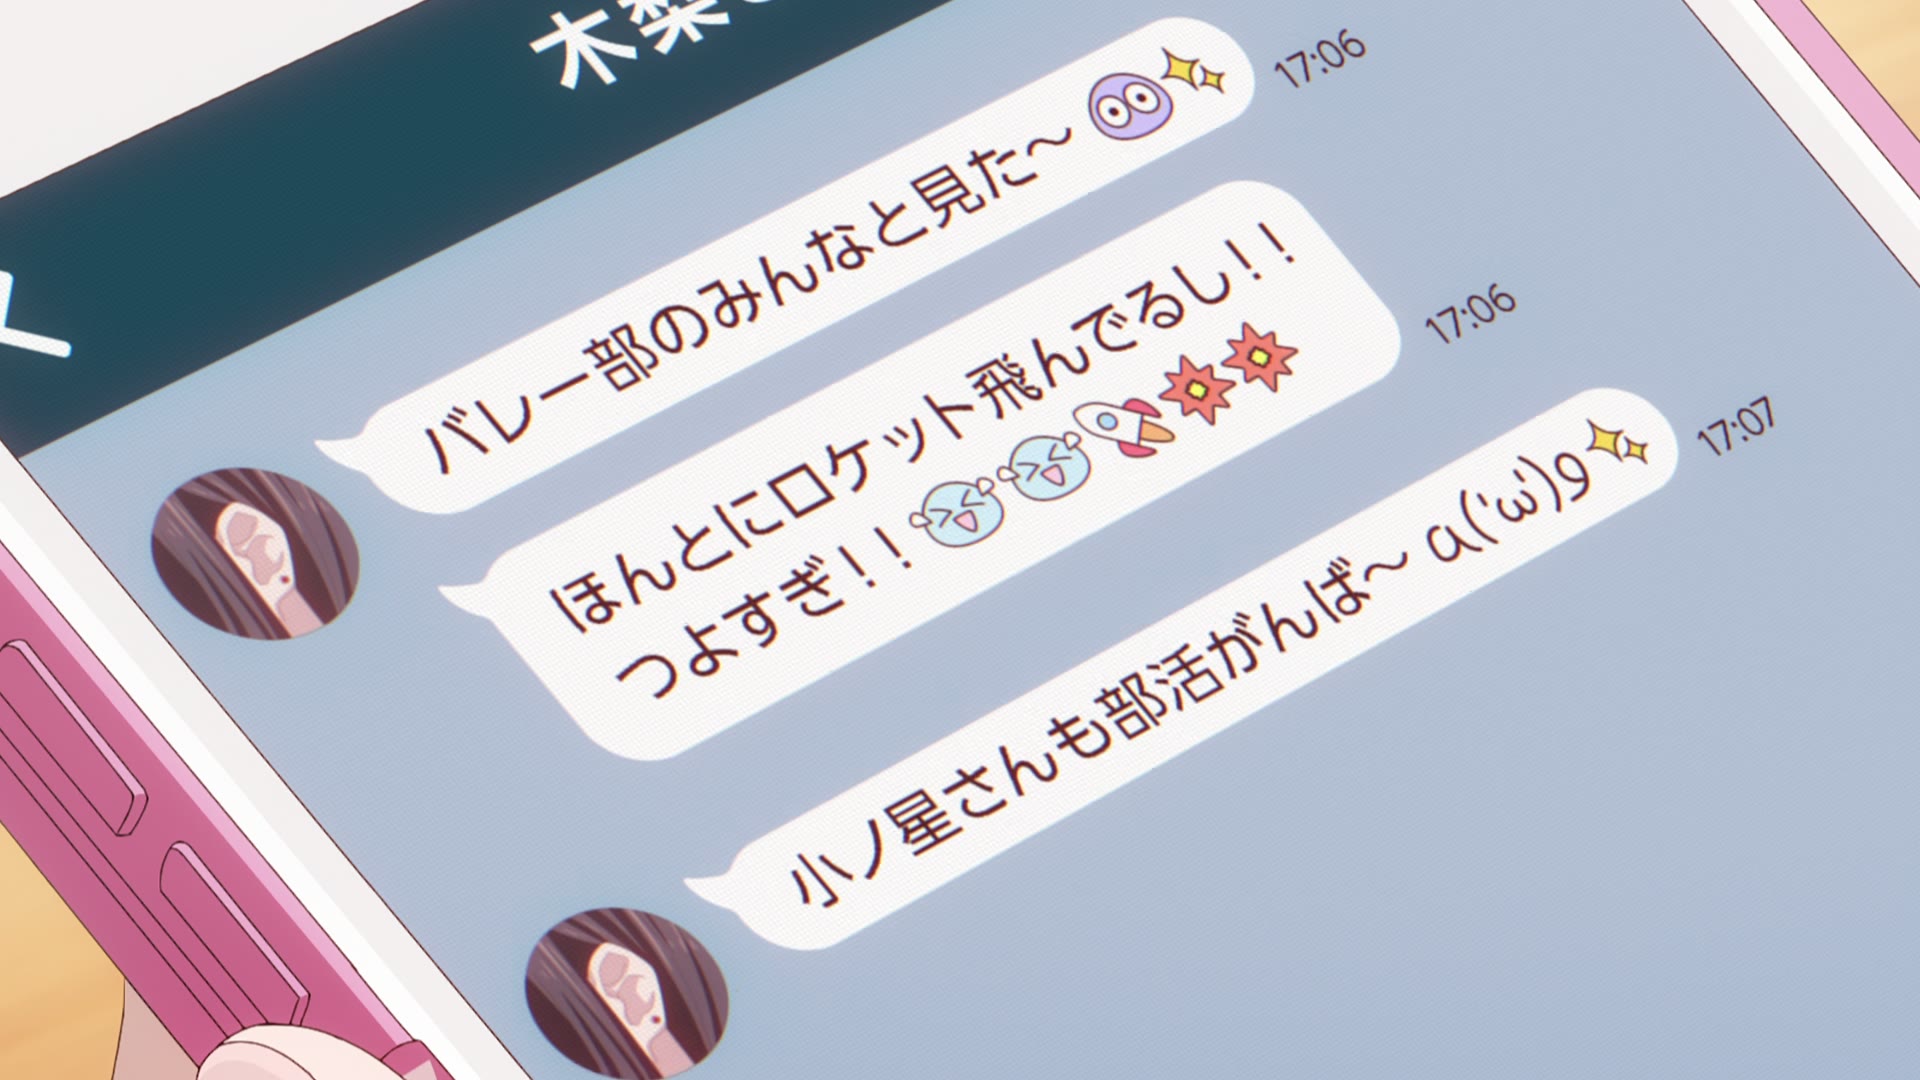 木梨
バレー部のみんなと見た〜
17:06
ほんとにロケット飛んでるし!!
つよすぎ!!
17:06
小ノ星さんも部活がんば〜 a('ω')9
17:07